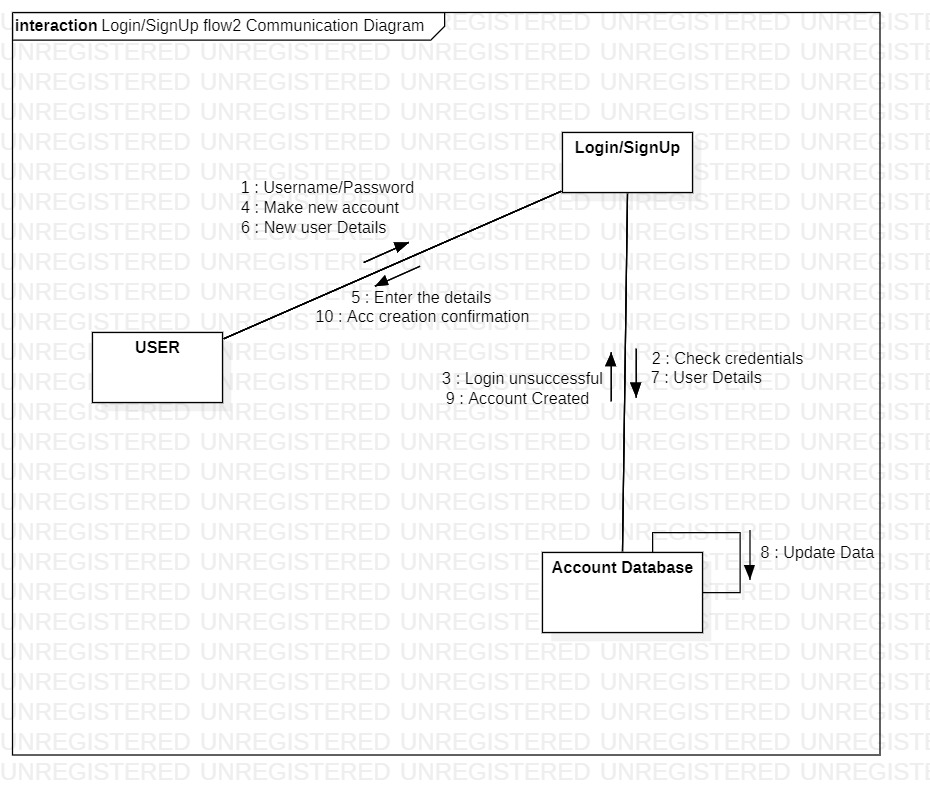 interaction Login/SignUp flow2 Communication Diagram
Login/SignUp
1 : Username/Password
4 : Make new account
6 : New user Details
5 : Enter the details
10 : Acc creation confirmation
USER
2 : Check credentials
7 : User Details
3 : Login unsuccessful
9 : Account Created
8 : Update Data
Account Database
UNREGISTERED